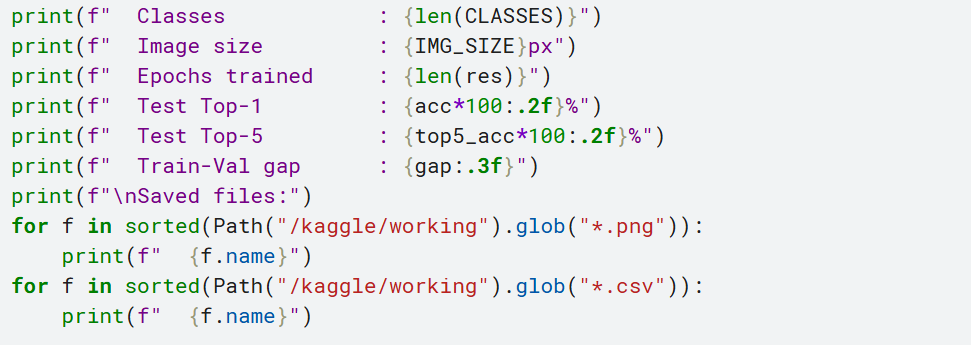 print(f"  Classes            : {len(CLASSES)}")
print(f"  Image size         : {IMG_SIZE}px")
print(f"  Epochs trained     : {len(res)}")
print(f"  Test Top-1         : {acc*100:.2f}%")
print(f"  Test Top-5         : {top5_acc*100:.2f}%")
print(f"  Train-Val gap      : {gap:.3f}")
print(f"\nSaved files:")
for f in sorted(Path("/kaggle/working").glob("*.png")):
    print(f"  {f.name}")
for f in sorted(Path("/kaggle/working").glob("*.csv")):
    print(f"  {f.name}")